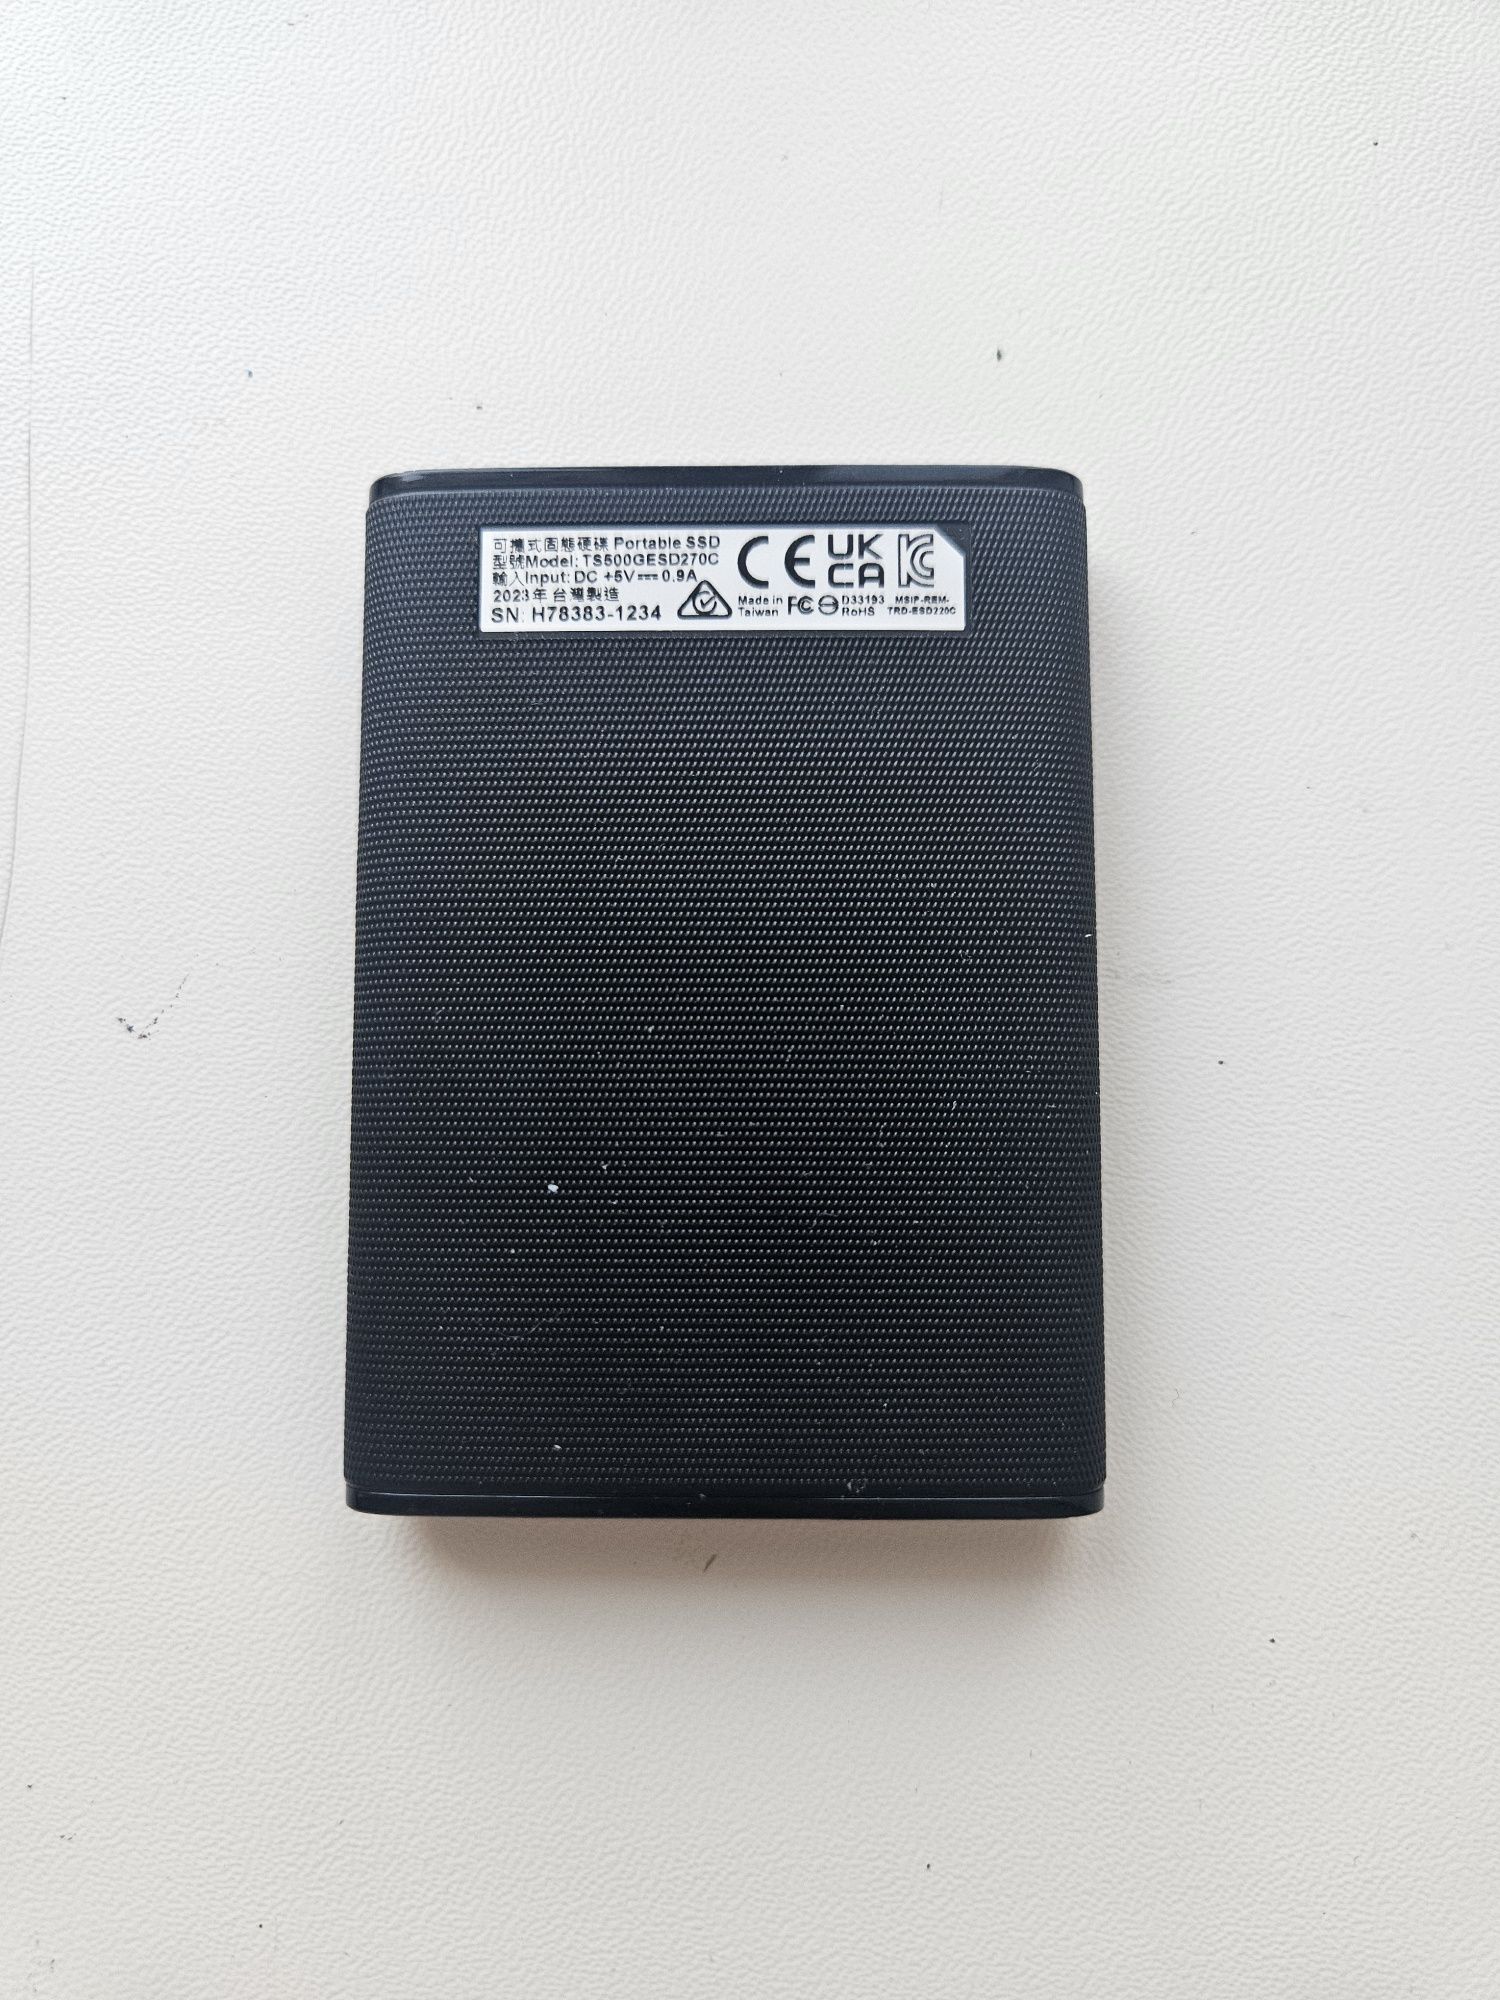 可攜式固態硬碟 Portable SSD
型號Model: TS500GESD270C
輸入Input: DC +5V⎓0.9A
2023年 台灣製造
SN: H78383-1234
CE
UK
CA
Made in
Taiwan
FC
D33193
RoHS
MSIP-REM-
TRD-ESD220C